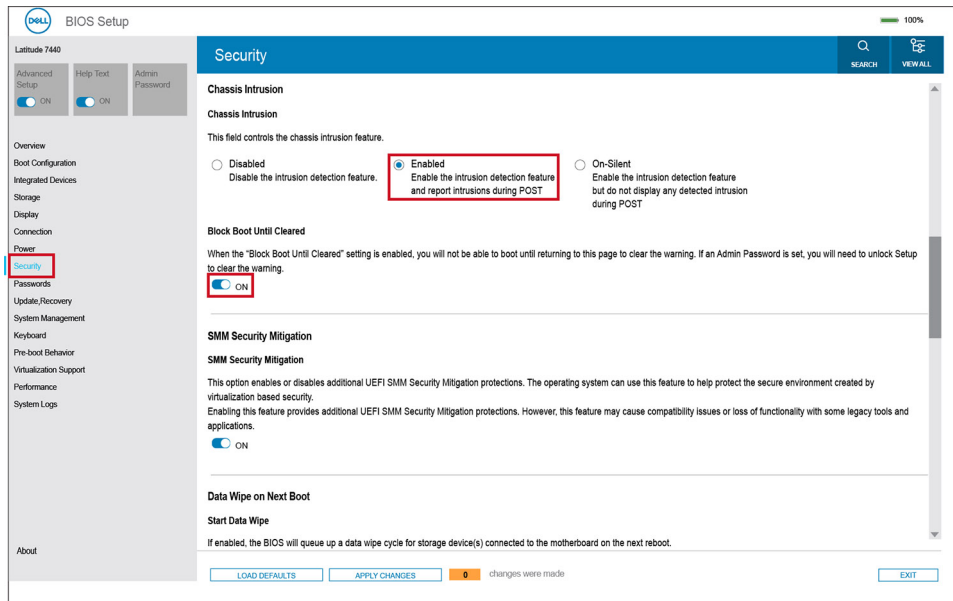 DELL
BIOS Setup
100%
Latitude 7440
Advanced Setup
ON
Help Text
ON
Admin Password
Security
SEARCH
VIEW ALL
Overview
Boot Configuration
Integrated Devices
Storage
Display
Connection
Power
Security
Passwords
Update,Recovery
System Management
Keyboard
Pre-boot Behavior
Virtualization Support
Performance
System Logs
About
Chassis Intrusion
Chassis Intrusion
This field controls the chassis intrusion feature.
Disabled
Disable the intrusion detection feature.
Enabled
Enable the intrusion detection feature
and report intrusions during POST
On-Silent
Enable the intrusion detection feature
but do not display any detected intrusion
during POST
Block Boot Until Cleared
When the “Block Boot Until Cleared” setting is enabled, you will not be able to boot until returning to this page to clear the warning. If an Admin Password is set, you will need to unlock Setup
to clear the warning.
ON
SMM Security Mitigation
SMM Security Mitigation
This option enables or disables additional UEFI SMM Security Mitigation protections. The operating system can use this feature to help protect the secure environment created by
virtualization based security.
Enabling this feature provides additional UEFI SMM Security Mitigation protections. However, this feature may cause compatibility issues or loss of functionality with some legacy tools and
applications.
ON
Data Wipe on Next Boot
Start Data Wipe
If enabled, the BIOS will queue up a data wipe cycle for storage device(s) connected to the motherboard on the next reboot.
LOAD DEFAULTS
APPLY CHANGES
0
changes were made
EXIT